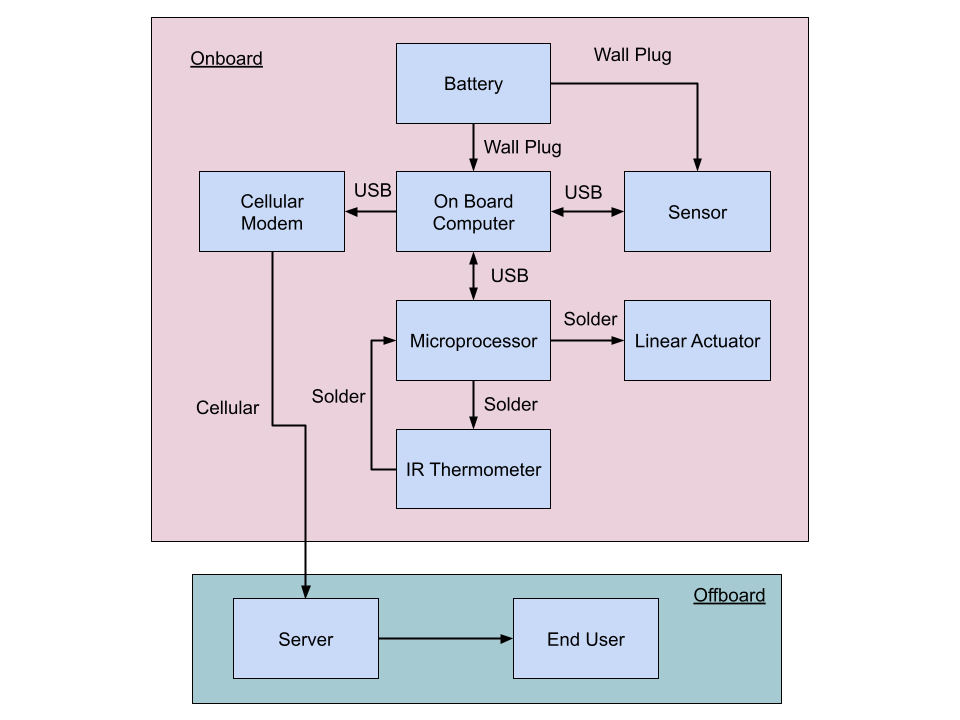 Onboard
Battery
Wall Plug
Wall Plug
Cellular
Modem
USB
On Board
Computer
USB
Sensor
USB
Microprocessor
Solder
Linear Actuator
Solder
Solder
Cellular
IR Thermometer
Offboard
Server
End User